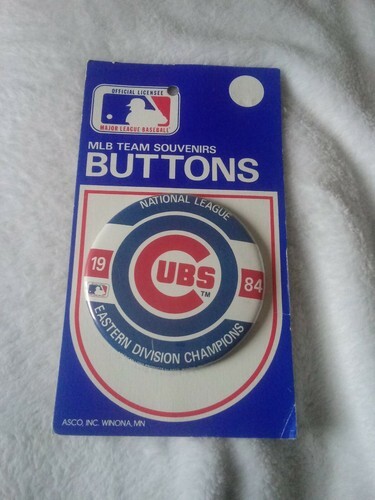 OFFICIAL LICENSEE
MAJOR LEAGUE BASEBALL
MLB TEAM SOUVENIRS
BUTTONS
NATIONAL LEAGUE
19
CUBS
TM
84
EASTERN DIVISION CHAMPIONS
ASCO, INC. WINONA, MN